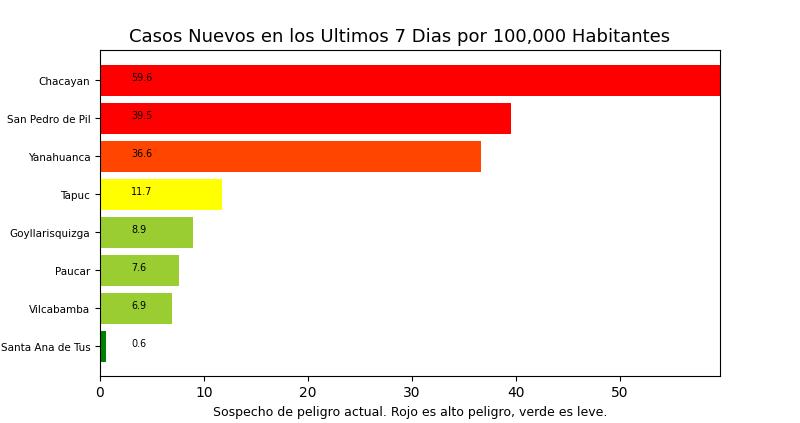 Casos Nuevos en los Ultimos 7 Dias por 100,000 Habitantes
Chacayan 59.6
San Pedro de Pil 39.5
Yanahuanca 36.6
Tapuc 11.7
Goyllarisquizga 8.9
Paucar 7.6
Vilcabamba 6.9
Santa Ana de Tus 0.6
0 10 20 30 40 50
Sospecho de peligro actual. Rojo es alto peligro, verde es leve.